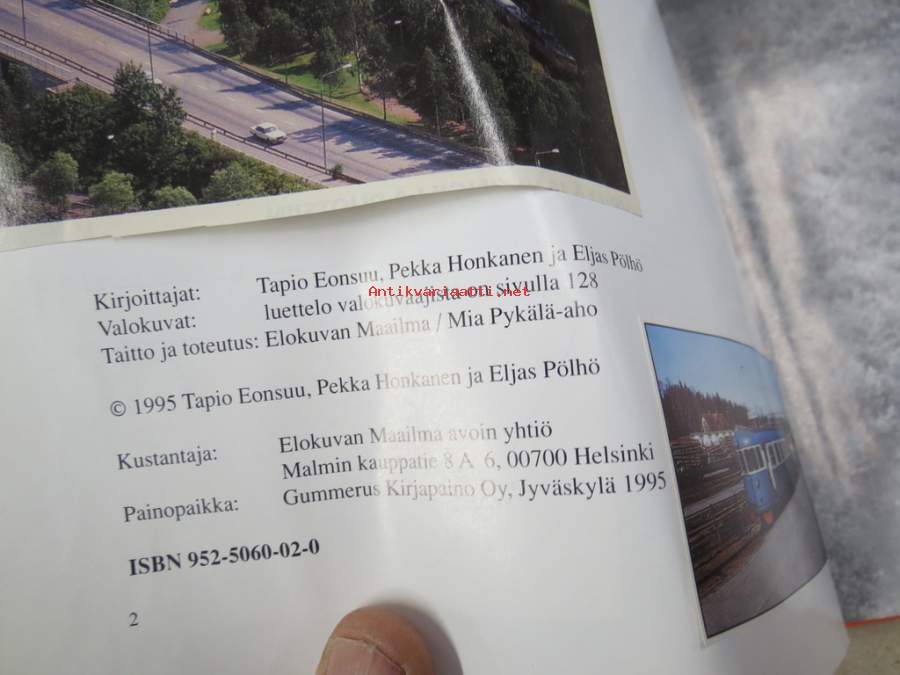 Kirjoittajat: Tapio Eonsuu, Pekka Honkanen ja Eljas Pölhö
Valokuvat: luettelo valokuvaajista on sivulla 128
Antikvariaatti.net
Taitto ja toteutus: Elokuvan Maailma / Mia Pykälä-aho
© 1995 Tapio Eonsuu, Pekka Honkanen ja Eljas Pölhö
Kustantaja: Elokuvan Maailma avoin yhtiö
Malmin kauppatie 8 A 6, 00700 Helsinki
Painopaikka: Gummerus Kirjapaino Oy, Jyväskylä 1995
ISBN 952-5060-02-0
2